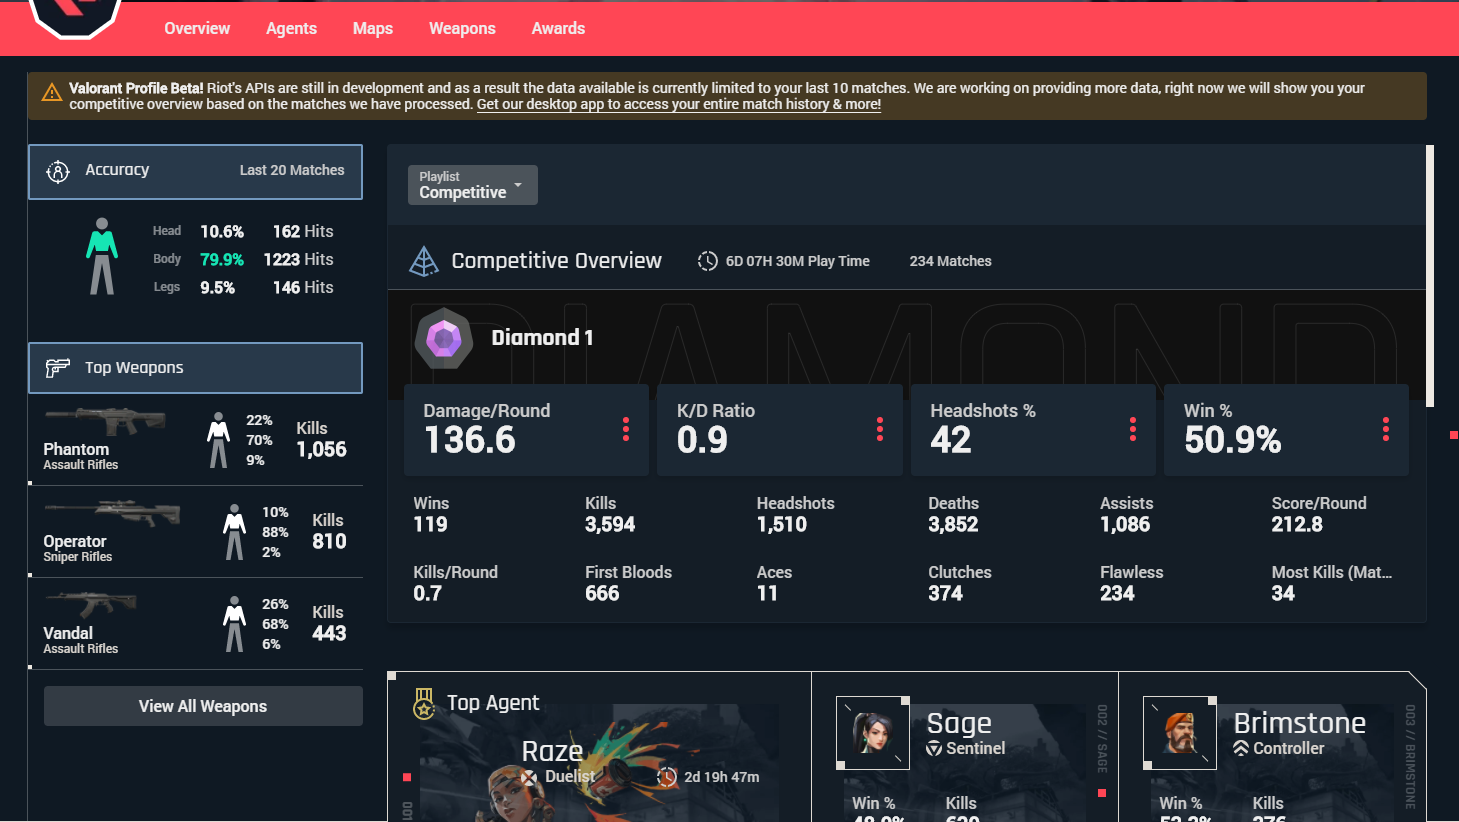 Overview Agents Maps Weapons Awards
Valorant Profile Beta! Riot's APIs are still in development and as a result the data available is currently limited to your last 10 matches. We are working on providing more data, right now we will show you your
competitive overview based on the matches we have processed. Get our desktop app to access your entire match history & more!
Accuracy Last 20 Matches
Head 10.6% 162 Hits
Body 79.9% 1223 Hits
Legs 9.5% 146 Hits
Top Weapons
Phantom
Assault Rifles
22%
70%
9%
Kills
1,056
Operator
Sniper Rifles
10%
88%
2%
Kills
810
Vandal
Assault Rifles
26%
68%
6%
Kills
443
View All Weapons
Playlist
Competitive
Competitive Overview 6D 07H 30M Play Time 234 Matches
DIAMOND
Diamond 1
Damage/Round K/D Ratio Headshots % Win %
136.6 0.9 42 50.9%
Wins Kills Headshots Deaths Assists Score/Round
119 3,594 1,510 3,852 1,086 212.8
Kills/Round First Bloods Aces Clutches Flawless Most Kills (Mat...
0.7 666 11 374 234 34
Top Agent
Raze
Duelist 2d 19h 47m
001
Sage
Sentinel
002 // SAGE
Win % Kills
Brimstone
Controller
003 // BRIMSTONE
Win % Kills